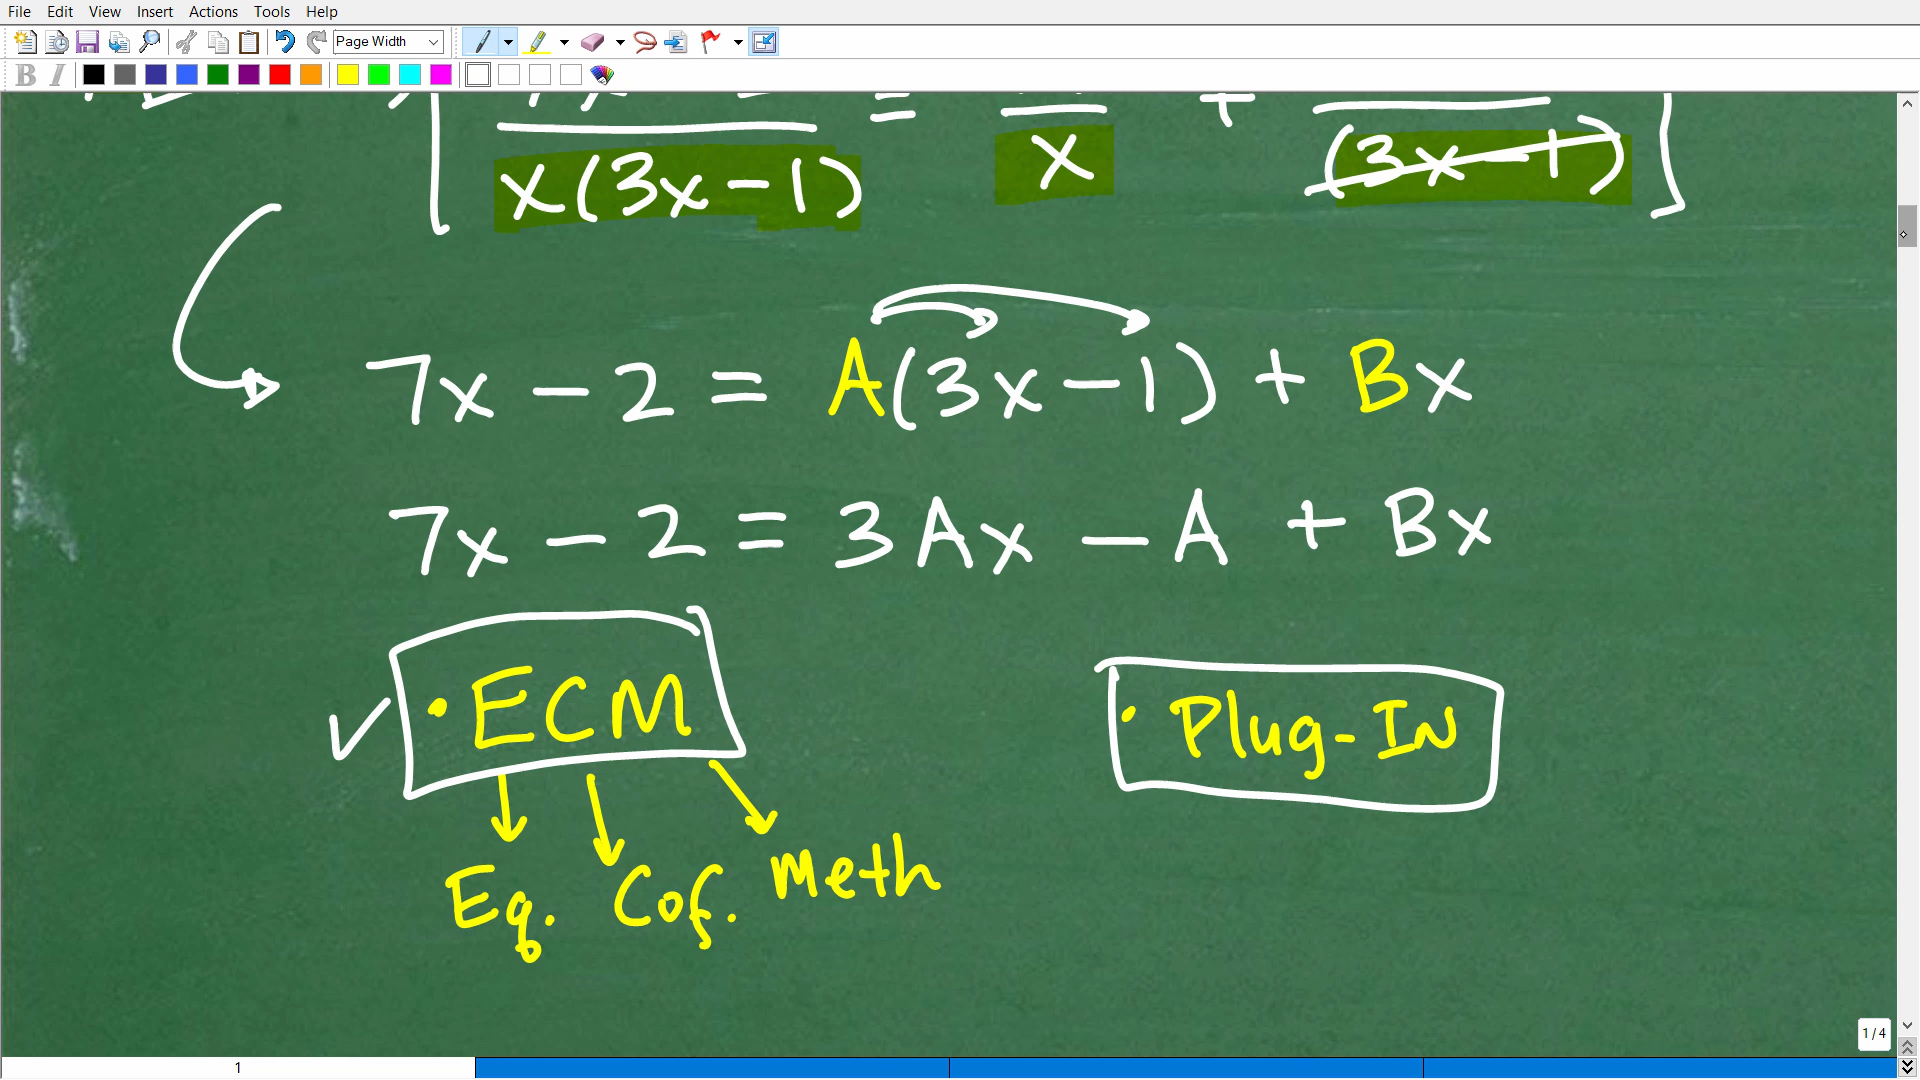 File Edit View Insert Actions Tools Help
Page Width
B I
x(3x-1) x (3x-1)
7x - 2 = A(3x-1) + Bx
7x - 2 = 3Ax - A + Bx
• ECM • Plug-In
Eq. Cof. Meth
1/4
1